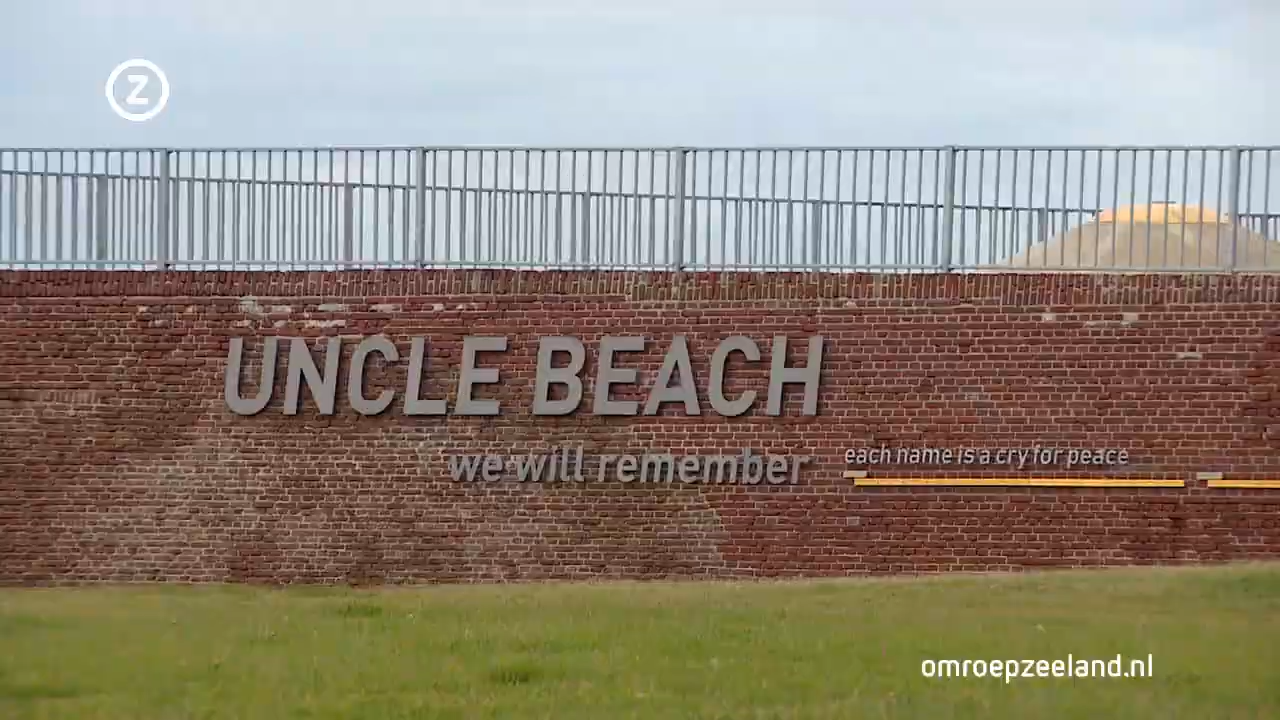 Z
UNCLE BEACH
we will remember
each name is a cry for peace
omroepzeeland.nl